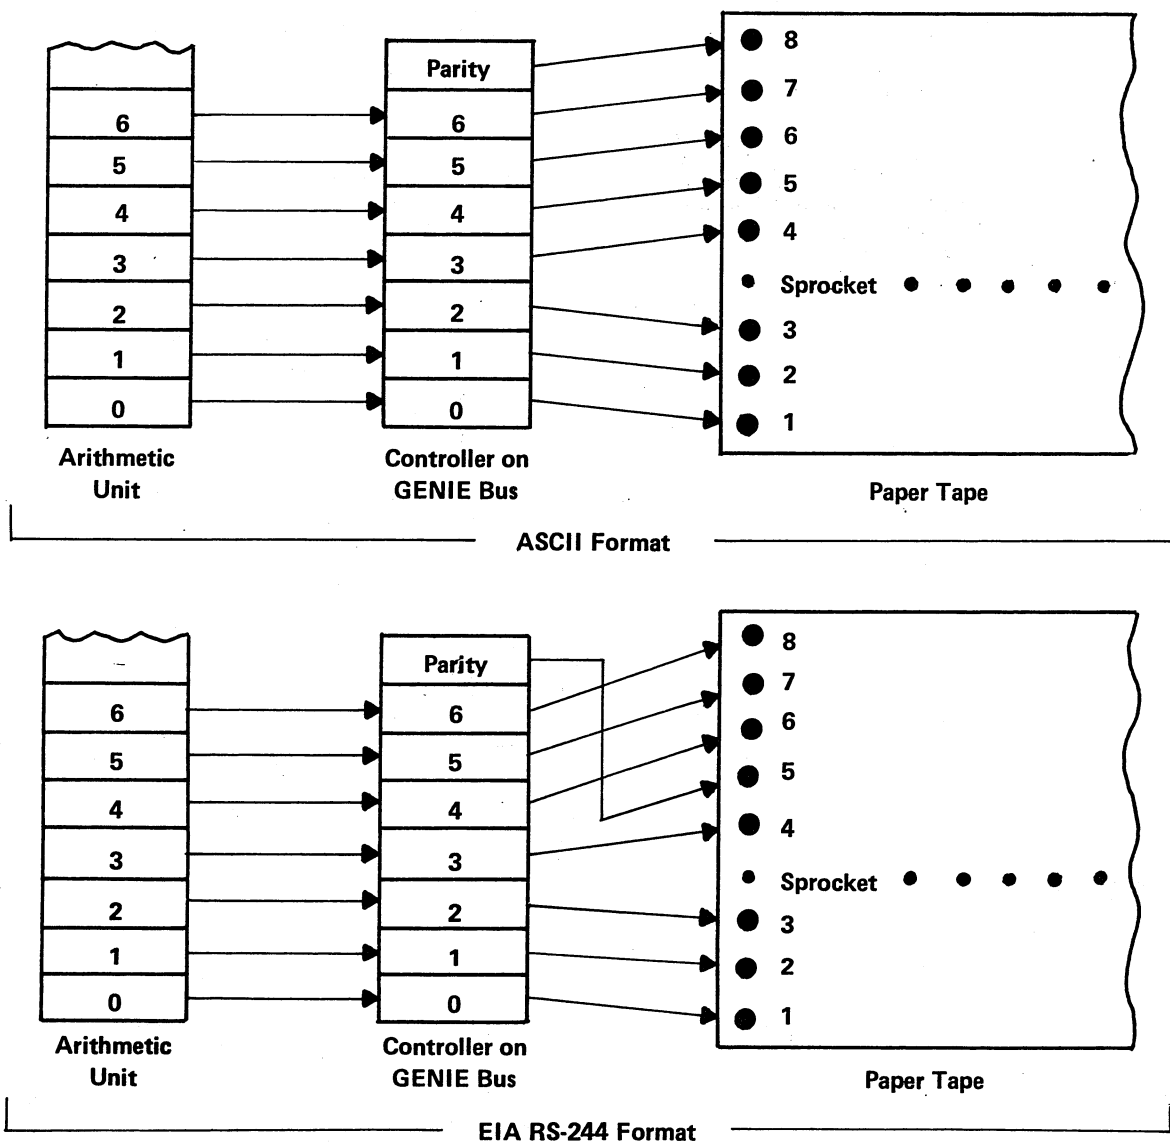 Parity
8
7
6
6
6
5
5
5
4
4
4
3
3
Sprocket
2
2
3
1
1
2
0
0
1
Arithmetic
Unit
Controller on
GENIE Bus
Paper Tape
ASCII Format
Parity
8
7
6
6
6
5
5
5
4
4
4
3
3
Sprocket
2
2
3
1
1
2
0
0
1
Arithmetic
Unit
Controller on
GENIE Bus
Paper Tape
EIA RS-244 Format